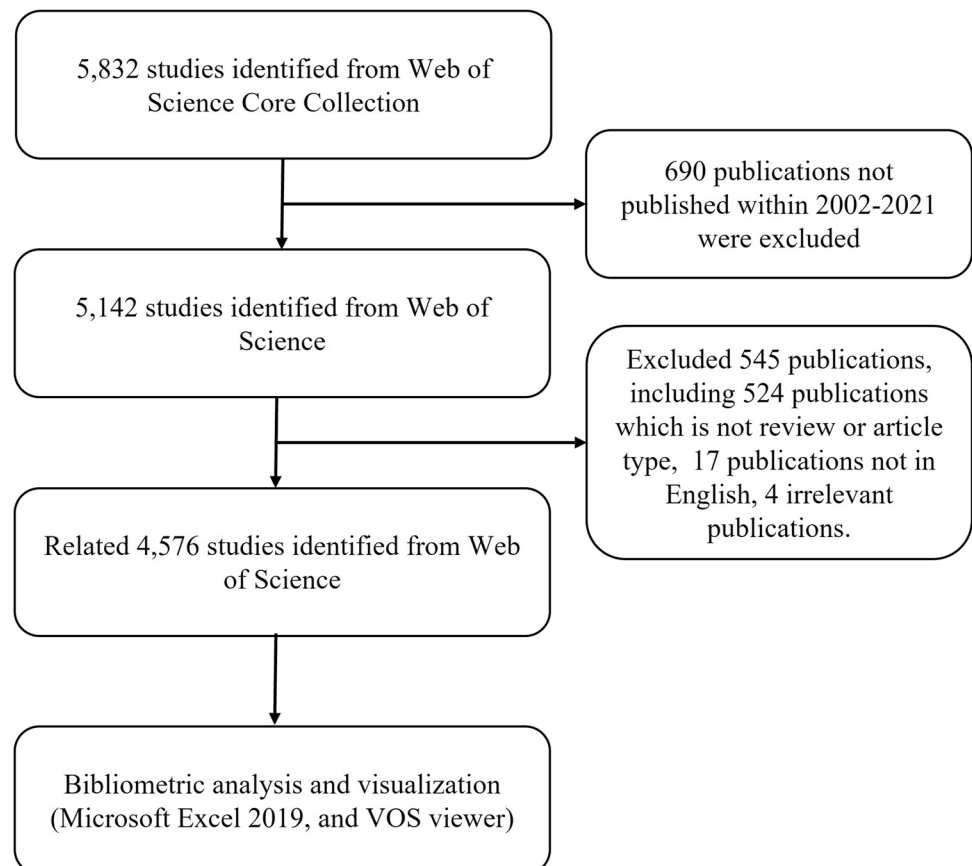 5,832 studies identified from Web of
Science Core Collection
690 publications not
published within 2002-2021
were excluded
5,142 studies identified from Web of
Science
Excluded 545 publications,
including 524 publications
which is not review or article
type, 17 publications not in
English, 4 irrelevant
publications.
Related 4,576 studies identified from Web
of Science
Bibliometric analysis and visualization
(Microsoft Excel 2019, and VOS viewer)